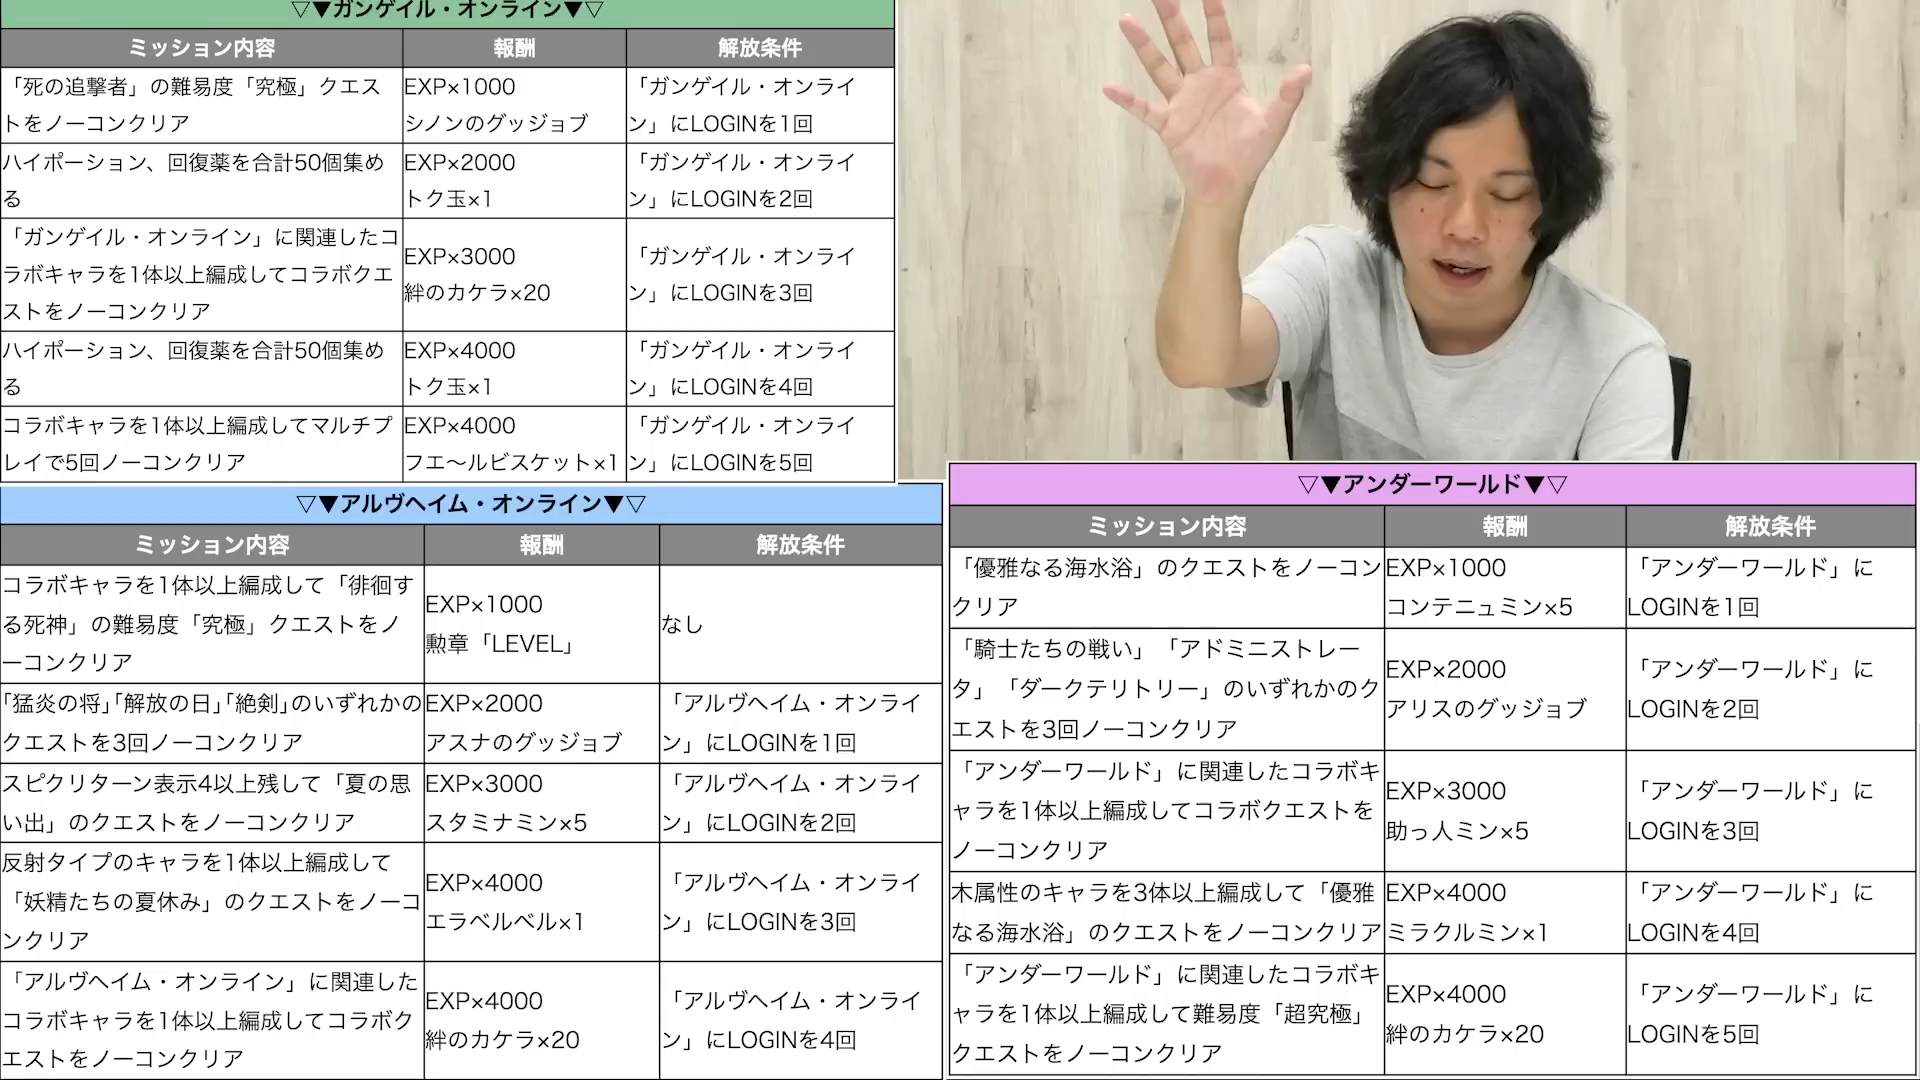 ▽▼ガンゲイル・オンライン▼▽
ミッション内容 報酬 解放条件
「死の追撃者」の難易度「究極」クエス
トをノーコンクリア
EXP×1000
シノンのグッジョブ
「ガンゲイル・オンライ
ン」にLOGINを1回
ハイポーション、回復薬を合計50個集め
る
EXP×2000
トク玉×1
「ガンゲイル・オンライ
ン」にLOGINを2回
「ガンゲイル・オンライン」に関連したコ
ラボキャラを1体以上編成してコラボクエ
ストをノーコンクリア
EXP×3000
絆のカケラ×20
「ガンゲイル・オンライ
ン」にLOGINを3回
ハイポーション、回復薬を合計50個集め
る
EXP×4000
トク玉×1
「ガンゲイル・オンライ
ン」にLOGINを4回
コラボキャラを1体以上編成してマルチプ
レイで5回ノーコンクリア
EXP×4000
フエ〜ルビスケット×1
「ガンゲイル・オンライ
ン」にLOGINを5回
▽▼アルヴヘイム・オンライン▼▽
ミッション内容 報酬 解放条件
コラボキャラを1体以上編成して「徘徊す
る死神」の難易度「究極」クエストをノ
ーコンクリア
EXP×1000
勲章「LEVEL」
なし
「猛炎の将」「解放の日」「絶剣」のいずれかの
クエストを3回ノーコンクリア
EXP×2000
アスナのグッジョブ
「アルヴヘイム・オンライ
ン」にLOGINを1回
スピクリターン表示4以上残して「夏の思
い出」のクエストをノーコンクリア
EXP×3000
スタミナミン×5
「アルヴヘイム・オンライ
ン」にLOGINを2回
反射タイプのキャラを1体以上編成して
「妖精たちの夏休み」のクエストをノーコ
ンクリア
EXP×4000
エラベルベル×1
「アルヴヘイム・オンライ
ン」にLOGINを3回
「アルヴヘイム・オンライン」に関連した
コラボキャラを1体以上編成してコラボク
エストをノーコンクリア
EXP×4000
絆のカケラ×20
「アルヴヘイム・オンライ
ン」にLOGINを4回
▽▼アンダーワールド▼▽
ミッション内容 報酬 解放条件
「優雅なる海水浴」のクエストをノーコン
クリア
EXP×1000
コンテニュミン×5
「アンダーワールド」に
LOGINを1回
「騎士たちの戦い」「アドミニストレー
タ」「ダークテリトリー」のいずれかのク
エストを3回ノーコンクリア
EXP×2000
アリスのグッジョブ
「アンダーワールド」に
LOGINを2回
「アンダーワールド」に関連したコラボキ
ャラを1体以上編成してコラボクエストを
ノーコンクリア
EXP×3000
助っ人ミン×5
「アンダーワールド」に
LOGINを3回
木属性のキャラを3体以上編成して「優雅
なる海水浴」のクエストをノーコンクリア
EXP×4000
ミラクルミン×1
「アンダーワールド」に
LOGINを4回
「アンダーワールド」に関連したコラボキ
ャラを1体以上編成して難易度「超究極」
クエストをノーコンクリア
EXP×4000
絆のカケラ×20
「アンダーワールド」に
LOGINを5回